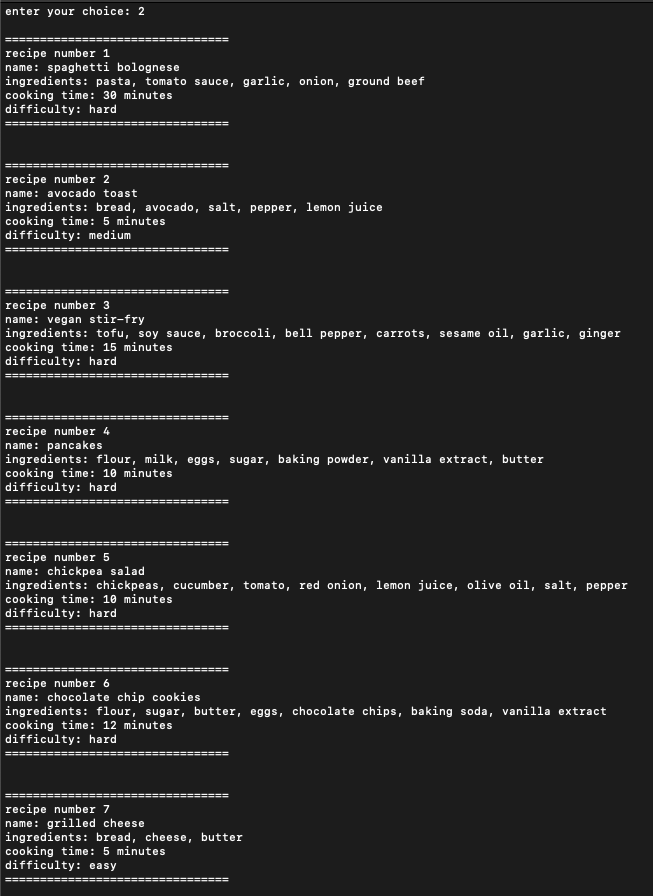 enter your choice: 2
================================
recipe number 1
name: spaghetti bolognese
ingredients: pasta, tomato sauce, garlic, onion, ground beef
cooking time: 30 minutes
difficulty: hard
================================
================================
recipe number 2
name: avocado toast
ingredients: bread, avocado, salt, pepper, lemon juice
cooking time: 5 minutes
difficulty: medium
================================
================================
recipe number 3
name: vegan stir-fry
ingredients: tofu, soy sauce, broccoli, bell pepper, carrots, sesame oil, garlic, ginger
cooking time: 15 minutes
difficulty: hard
================================
================================
recipe number 4
name: pancakes
ingredients: flour, milk, eggs, sugar, baking powder, vanilla extract, butter
cooking time: 10 minutes
difficulty: hard
================================
================================
recipe number 5
name: chickpea salad
ingredients: chickpeas, cucumber, tomato, red onion, lemon juice, olive oil, salt, pepper
cooking time: 10 minutes
difficulty: hard
================================
================================
recipe number 6
name: chocolate chip cookies
ingredients: flour, sugar, butter, eggs, chocolate chips, baking soda, vanilla extract
cooking time: 12 minutes
difficulty: hard
================================
================================
recipe number 7
name: grilled cheese
ingredients: bread, cheese, butter
cooking time: 5 minutes
difficulty: easy
================================